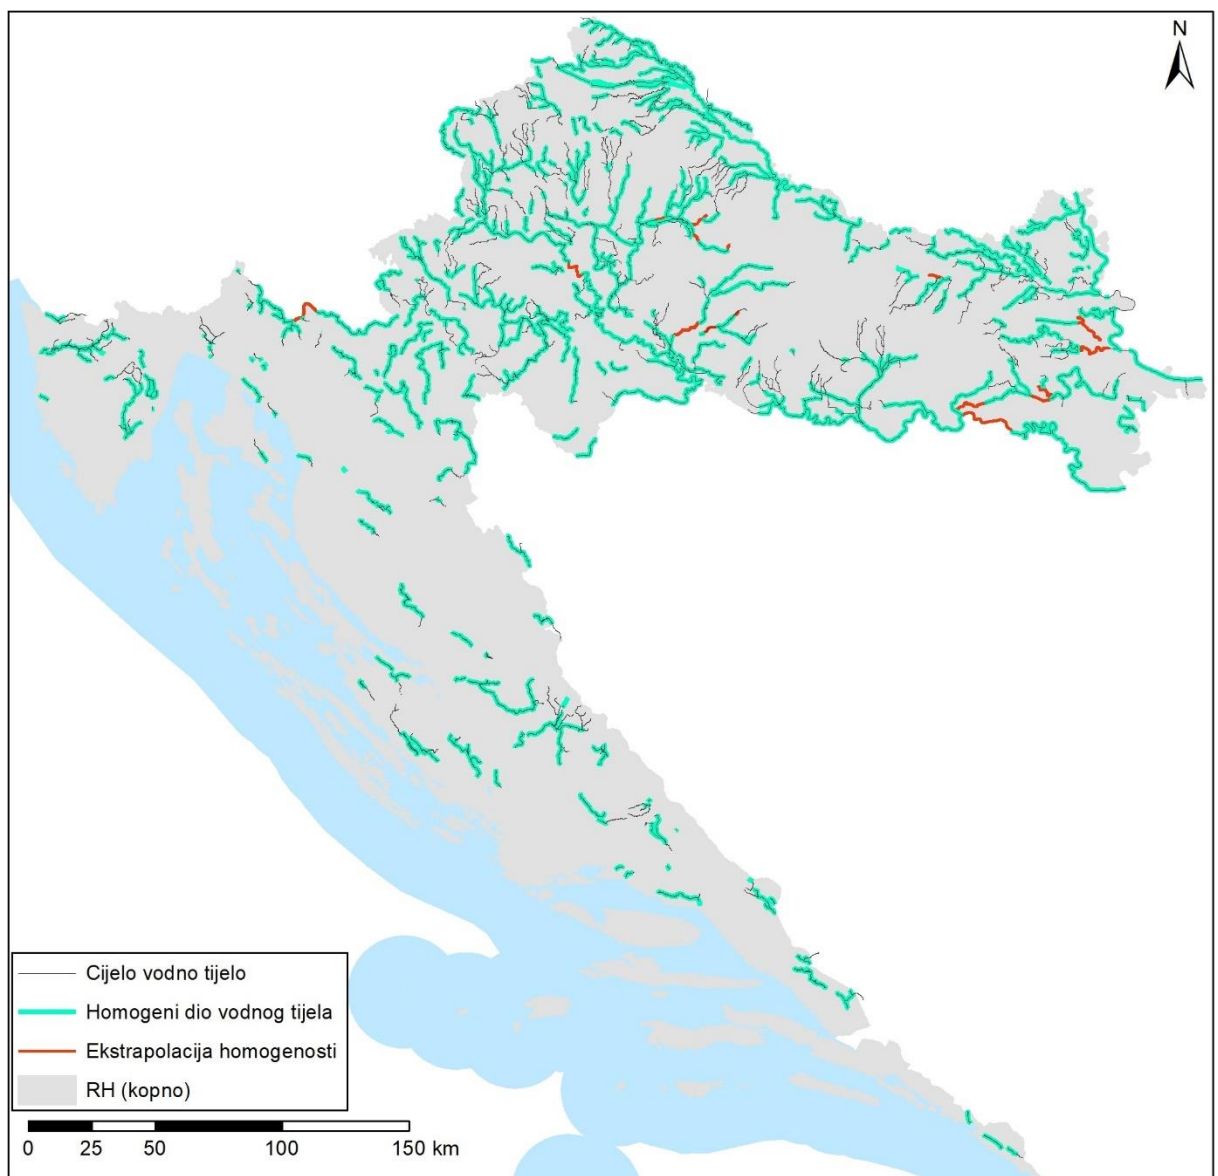 N
Cijelo vodno tijelo
Homogeni dio vodnog tijela
Ekstrapolacija homogenosti
RH (kopno)
0 25 50 100 150 km